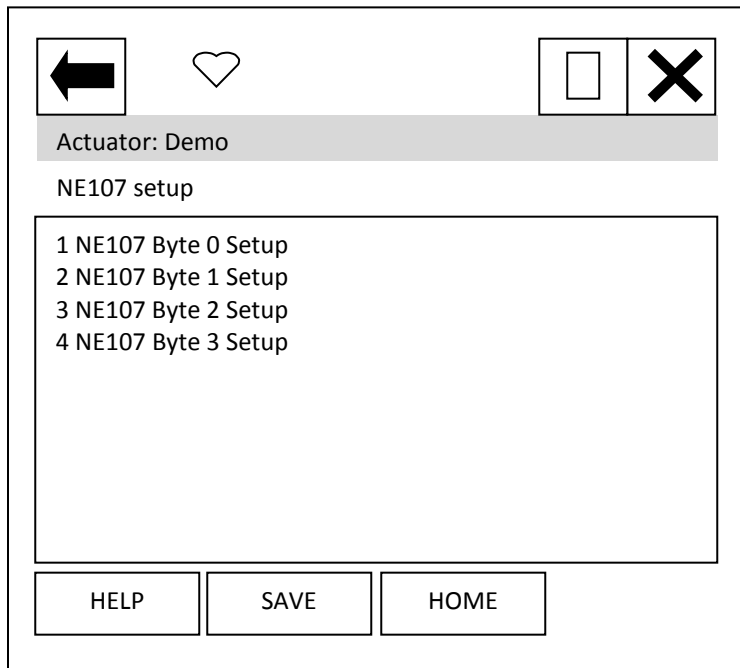 Actuator: Demo
NE107 setup
1 NE107 Byte 0 Setup
2 NE107 Byte 1 Setup
3 NE107 Byte 2 Setup
4 NE107 Byte 3 Setup
HELP SAVE HOME